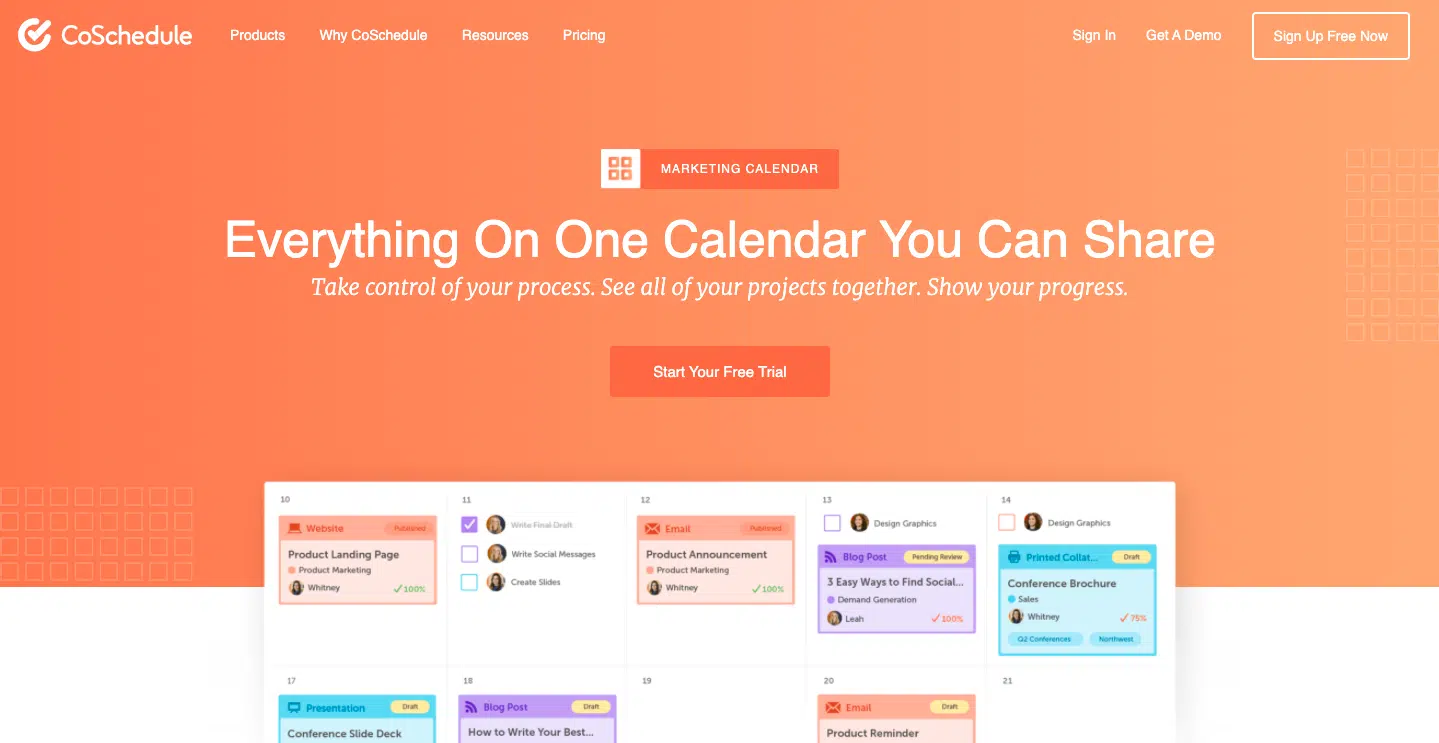 CoSchedule
Products
Why CoSchedule
Resources
Pricing
Sign In
Get A Demo
Sign Up Free Now
MARKETING CALENDAR
Everything On One Calendar You Can Share
Take control of your process. See all of your projects together. Show your progress.
Start Your Free Trial
10
Website
Published
Product Landing Page
Product Marketing
Whitney
100%
11
Write Final Draft
Write Social Messages
Create Slides
12
Email
Published
Product Announcement
Product Marketing
Whitney
100%
13
Design Graphics
Blog Post
Pending Review
3 Easy Ways to Find Social...
Demand Generation
Leah
100%
14
Design Graphics
Printed Collat...
Draft
Conference Brochure
Sales
Whitney
75%
Q2 Conferences
Northwest
17
Presentation
Draft
Conference Slide Deck
18
Blog Post
Draft
How to Write Your Best...
19
20
Email
Draft
Product Reminder
21